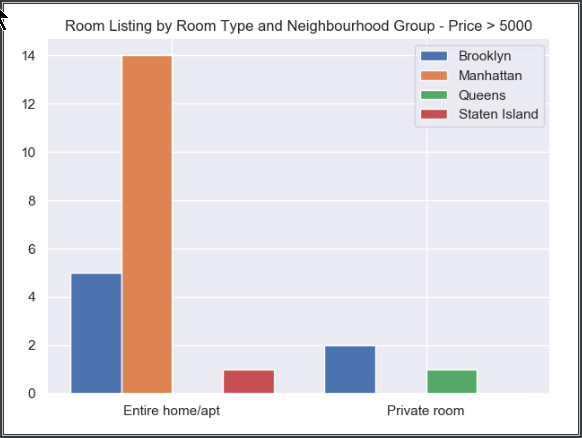 Room Listing by Room Type and Neighbourhood Group - Price > 5000
Brooklyn
Manhattan
Queens
Staten Island
14
12
10
8
6
4
2
0
Entire home/apt Private room